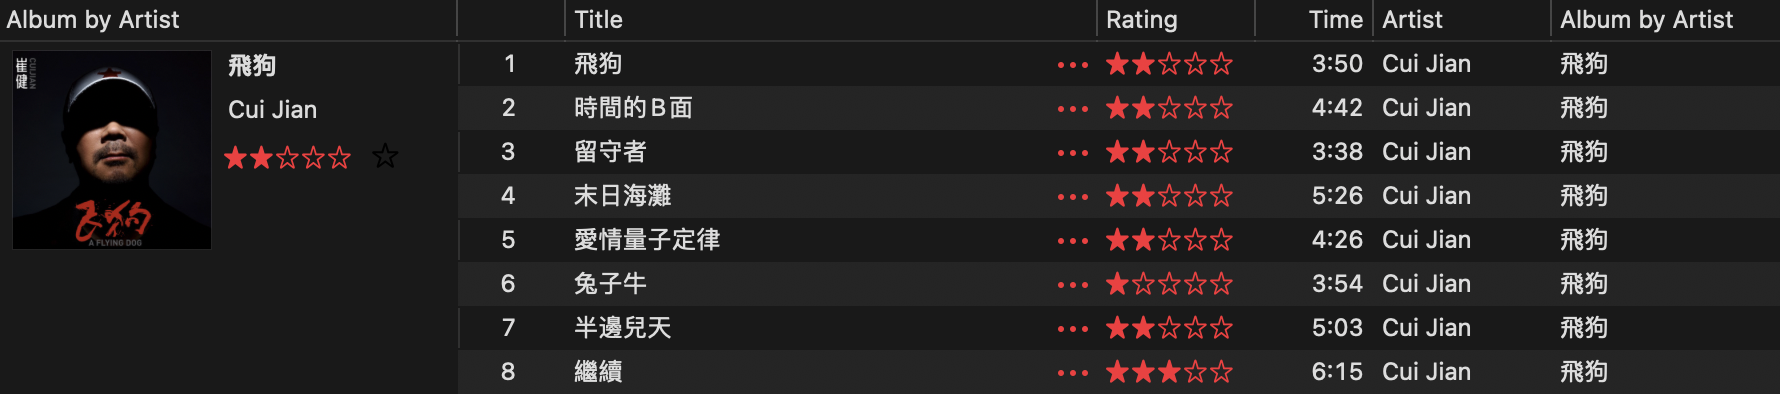 Album by Artist Title Rating Time Artist Album by Artist
崔健
CUI JIAN
飞狗
A FLYING DOG
飛狗
Cui Jian
1 飛狗 3:50 Cui Jian 飛狗
2 時間的B面 4:42 Cui Jian 飛狗
3 留守者 3:38 Cui Jian 飛狗
4 末日海灘 5:26 Cui Jian 飛狗
5 愛情量子定律 4:26 Cui Jian 飛狗
6 兔子牛 3:54 Cui Jian 飛狗
7 半邊兒天 5:03 Cui Jian 飛狗
8 繼續 6:15 Cui Jian 飛狗